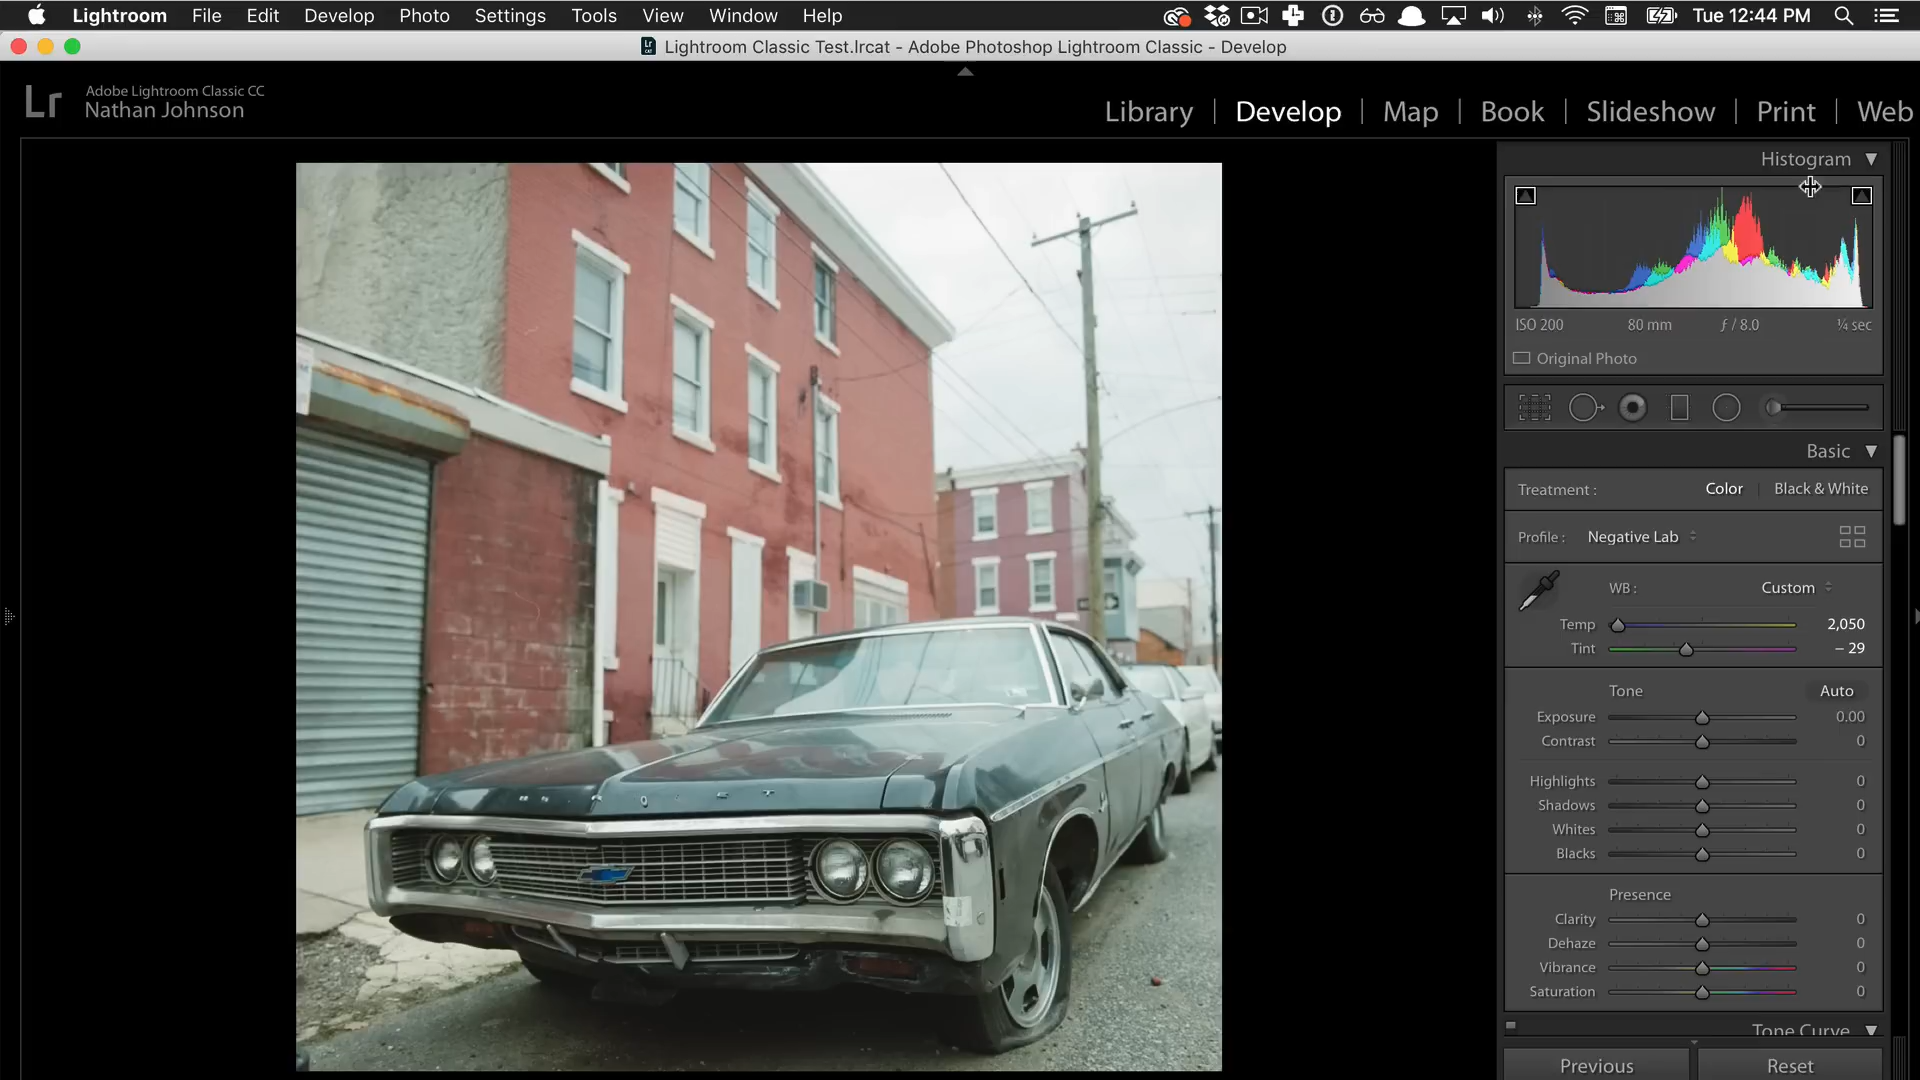 Lightroom File Edit Develop Photo Settings Tools View Window Help Tue 12:44 PM
Lightroom Classic Test.lrcat - Adobe Photoshop Lightroom Classic - Develop
Lr Adobe Lightroom Classic CC
Nathan Johnson
Library | Develop | Map | Book | Slideshow | Print | Web
Histogram
ISO 200 80 mm ƒ / 8.0 ¼ sec
Original Photo
Basic
Treatment : Color Black & White
Profile : Negative Lab
WB : Custom
Temp 2,050
Tint – 29
Tone Auto
Exposure 0.00
Contrast 0
Highlights 0
Shadows 0
Whites 0
Blacks 0
Presence
Clarity 0
Dehaze 0
Vibrance 0
Saturation 0
Tone Curve
Previous Reset